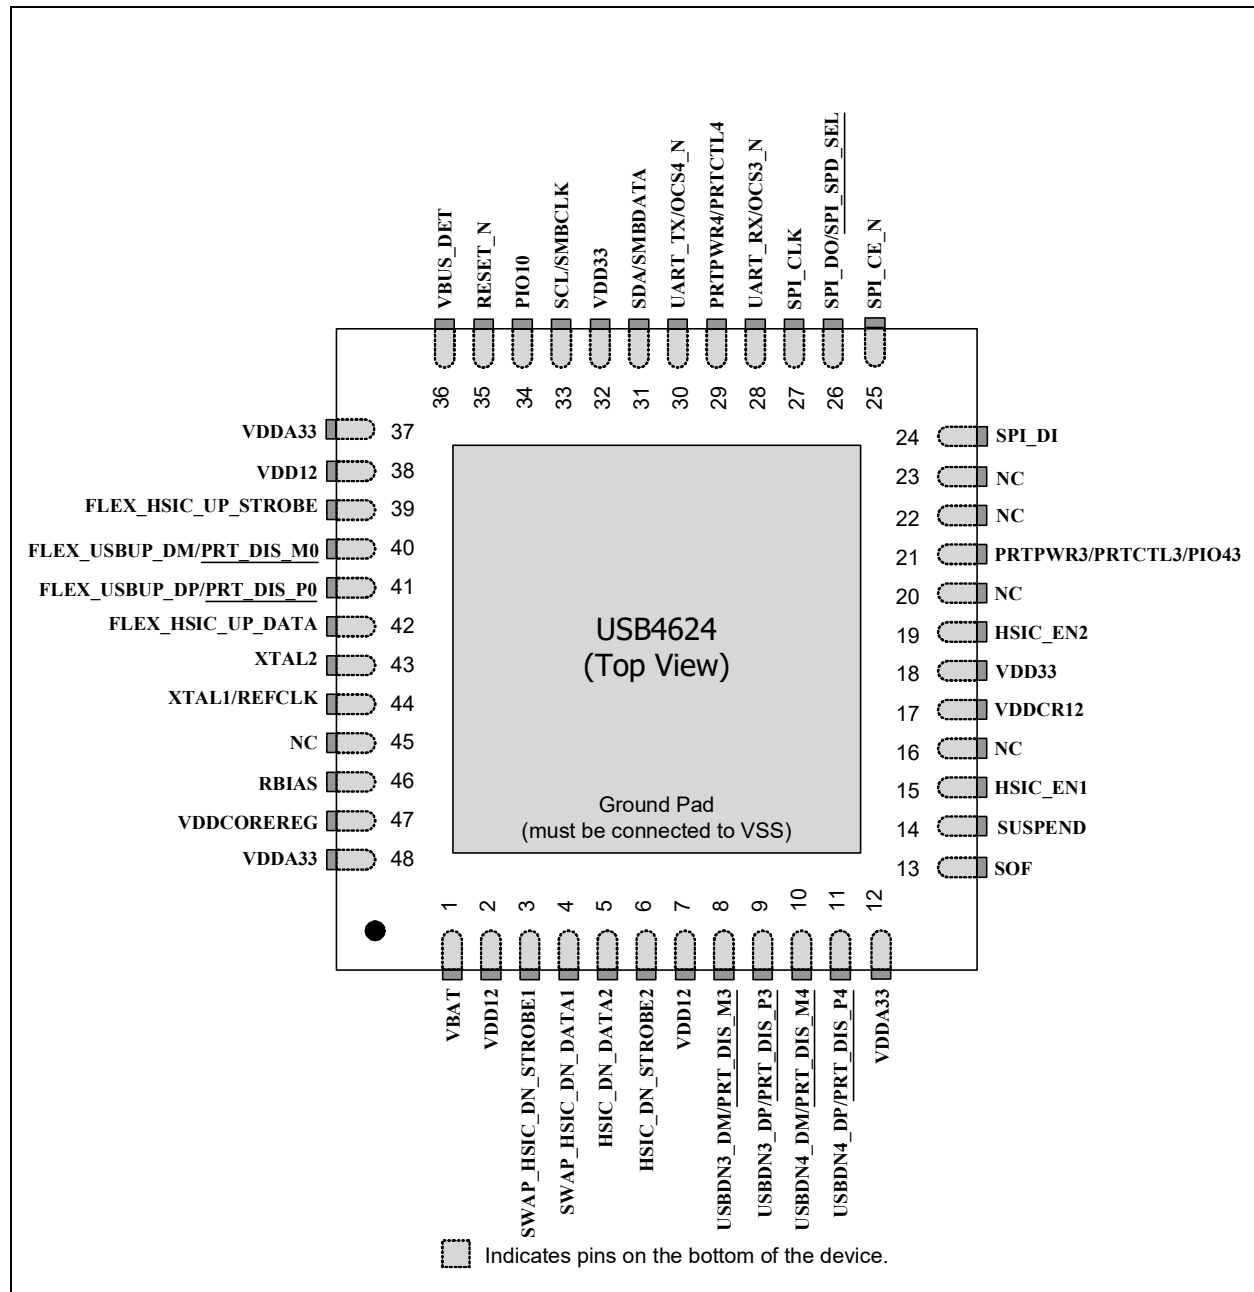 VBUS_DET
RESET_N
PIO10
SCL/SMBCLK
VDD33
SDA/SMBDATA
UART_TX/OCS4_N
PRTPWR4/PRTCTL4
UART_RX/OCS3_N
SPI_CLK
SPI_DO/SPI_SPD_SEL
SPI_CE_N
36
35
34
33
32
31
30
29
28
27
26
25
VDDA33 37
VDD12 38
FLEX_HSIC_UP_STROBE 39
FLEX_USBUP_DM/PRT_DIS_M0 40
FLEX_USBUP_DP/PRT_DIS_P0 41
FLEX_HSIC_UP_DATA 42
XTAL2 43
XTAL1/REFCLK 44
NC 45
RBIAS 46
VDDCOREREG 47
VDDA33 48
USB4624
(Top View)
Ground Pad
(must be connected to VSS)
24 SPI_DI
23 NC
22 NC
21 PRTPWR3/PRTCTL3/PIO43
20 NC
19 HSIC_EN2
18 VDD33
17 VDDCR12
16 NC
15 HSIC_EN1
14 SUSPEND
13 SOF
1
2
3
4
5
6
7
8
9
10
11
12
VBAT
VDD12
SWAP_HSIC_DN_STROBE1
SWAP_HSIC_DN_DATA1
HSIC_DN_DATA2
HSIC_DN_STROBE2
VDD12
USBDN3_DM/PRT_DIS_M3
USBDN3_DP/PRT_DIS_P3
USBDN4_DM/PRT_DIS_M4
USBDN4_DP/PRT_DIS_P4
VDDA33
Indicates pins on the bottom of the device.